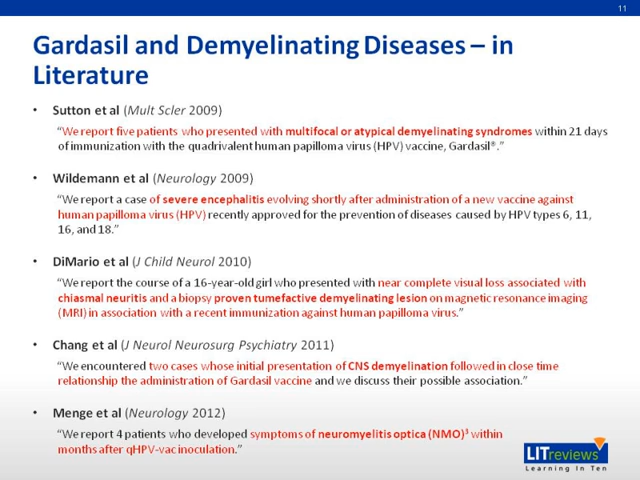 11
Gardasil and Demyelinating Diseases – in
Literature
• Sutton et al (Mult Scler 2009)
“We report five patients who presented with multifocal or atypical demyelinating syndromes within 21 days
of immunization with the quadrivalent human papilloma virus (HPV) vaccine, Gardasil®.”
• Wildemann et al (Neurology 2009)
“We report a case of severe encephalitis evolving shortly after administration of a new vaccine against
human papilloma virus (HPV) recently approved for the prevention of diseases caused by HPV types 6, 11,
16, and 18.”
• DiMario et al (J Child Neurol 2010)
“We report the course of a 16-year-old girl who presented with near complete visual loss associated with
chiasmal neuritis and a biopsy proven tumefactive demyelinating lesion on magnetic resonance imaging
(MRI) in association with a recent immunization against human papilloma virus.”
• Chang et al (J Neurol Neurosurg Psychiatry 2011)
“We encountered two cases whose initial presentation of CNS demyelination followed in close time
relationship the administration of Gardasil vaccine and we discuss their possible association.”
• Menge et al (Neurology 2012)
“We report 4 patients who developed symptoms of neuromyelitis optica (NMO)³ within
months after qHPV-vac inoculation.”
LITreviews
Learning In Ten